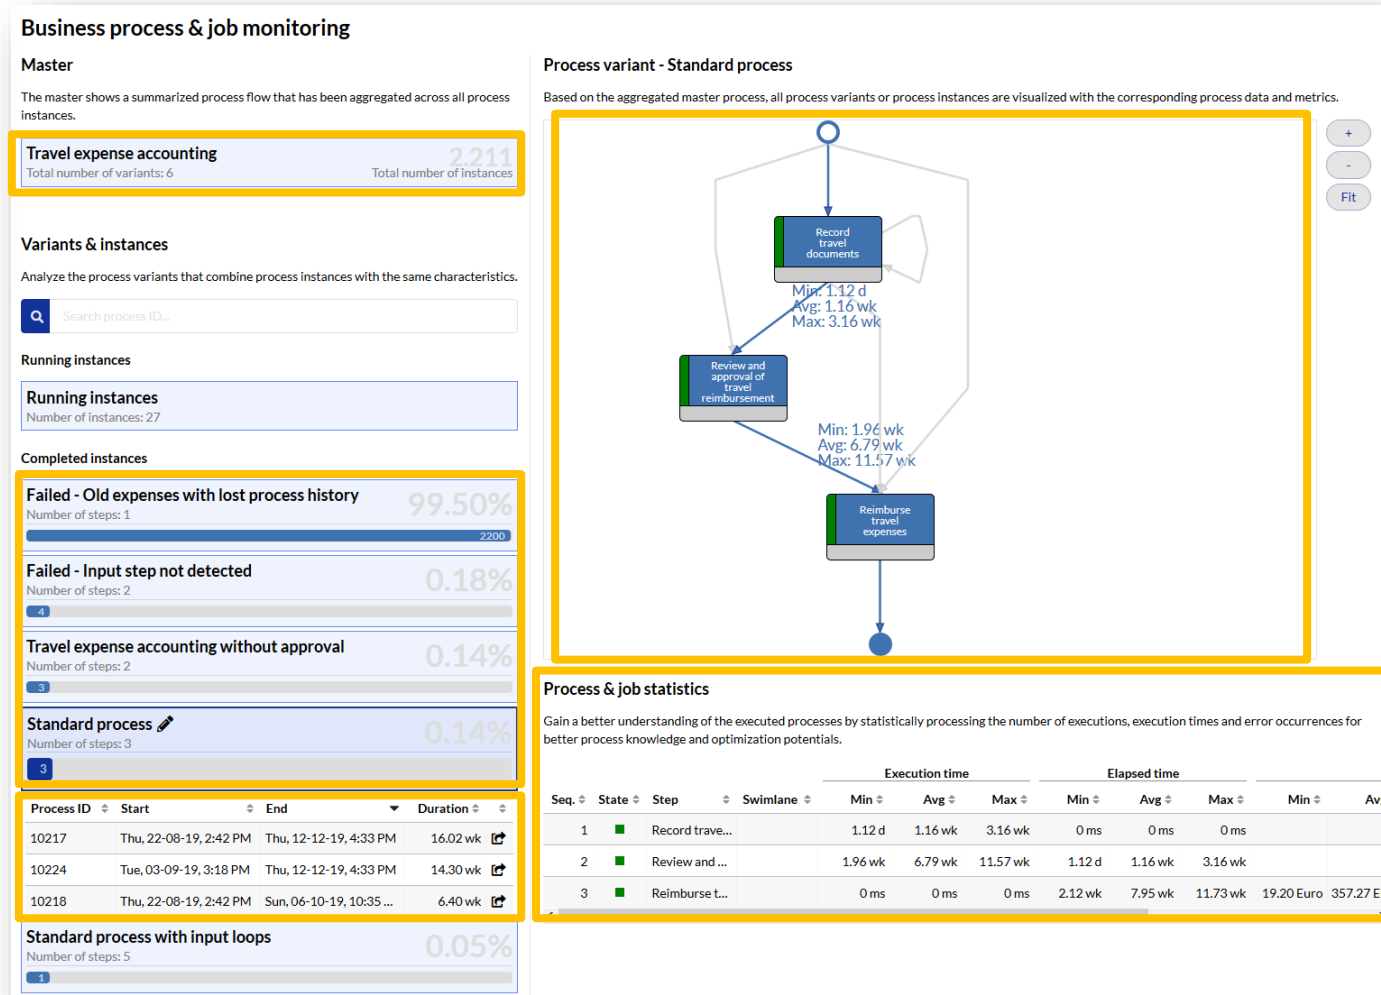 Business process & job monitoring
Master
The master shows a summarized process flow that has been aggregated across all process
instances.
Travel expense accounting
2.211
Total number of variants: 6
Total number of instances
Variants & instances
Analyze the process variants that combine process instances with the same characteristics.
Search process ID...
Running instances
Running instances
Number of instances: 27
Completed instances
Failed - Old expenses with lost process history
99.50%
Number of steps: 1
2200
Failed - Input step not detected
0.18%
Number of steps: 2
4
Travel expense accounting without approval
0.14%
Number of steps: 2
3
Standard process
0.14%
Number of steps: 3
3
Process ID Start End Duration
10217 Thu, 22-08-19, 2:42 PM Thu, 12-12-19, 4:33 PM 16.02 wk
10224 Tue, 03-09-19, 3:18 PM Thu, 12-12-19, 4:33 PM 14.30 wk
10218 Thu, 22-08-19, 2:42 PM Sun, 06-10-19, 10:35 ... 6.40 wk
Standard process with input loops
0.05%
Number of steps: 5
1
Process variant - Standard process
Based on the aggregated master process, all process variants or process instances are visualized with the corresponding process data and metrics.
+
-
Fit
Record
travel
documents
Min: 1.12 d
Avg: 1.16 wk
Max: 3.16 wk
Review and
approval of
travel
reimbursement
Min: 1.96 wk
Avg: 6.79 wk
Max: 11.57 wk
Reimburse
travel
expenses
Process & job statistics
Gain a better understanding of the executed processes by statistically processing the number of executions, execution times and error occurrences for
better process knowledge and optimization potentials.
Execution time Elapsed time
Seq. State Step Swimlane Min Avg Max Min Avg Max Min Av
1 Record trave... 1.12 d 1.16 wk 3.16 wk 0 ms 0 ms 0 ms
2 Review and ... 1.96 wk 6.79 wk 11.57 wk 1.12 d 1.16 wk 3.16 wk
3 Reimburse t... 0 ms 0 ms 0 ms 2.12 wk 7.95 wk 11.73 wk 19.20 Euro 357.27 E